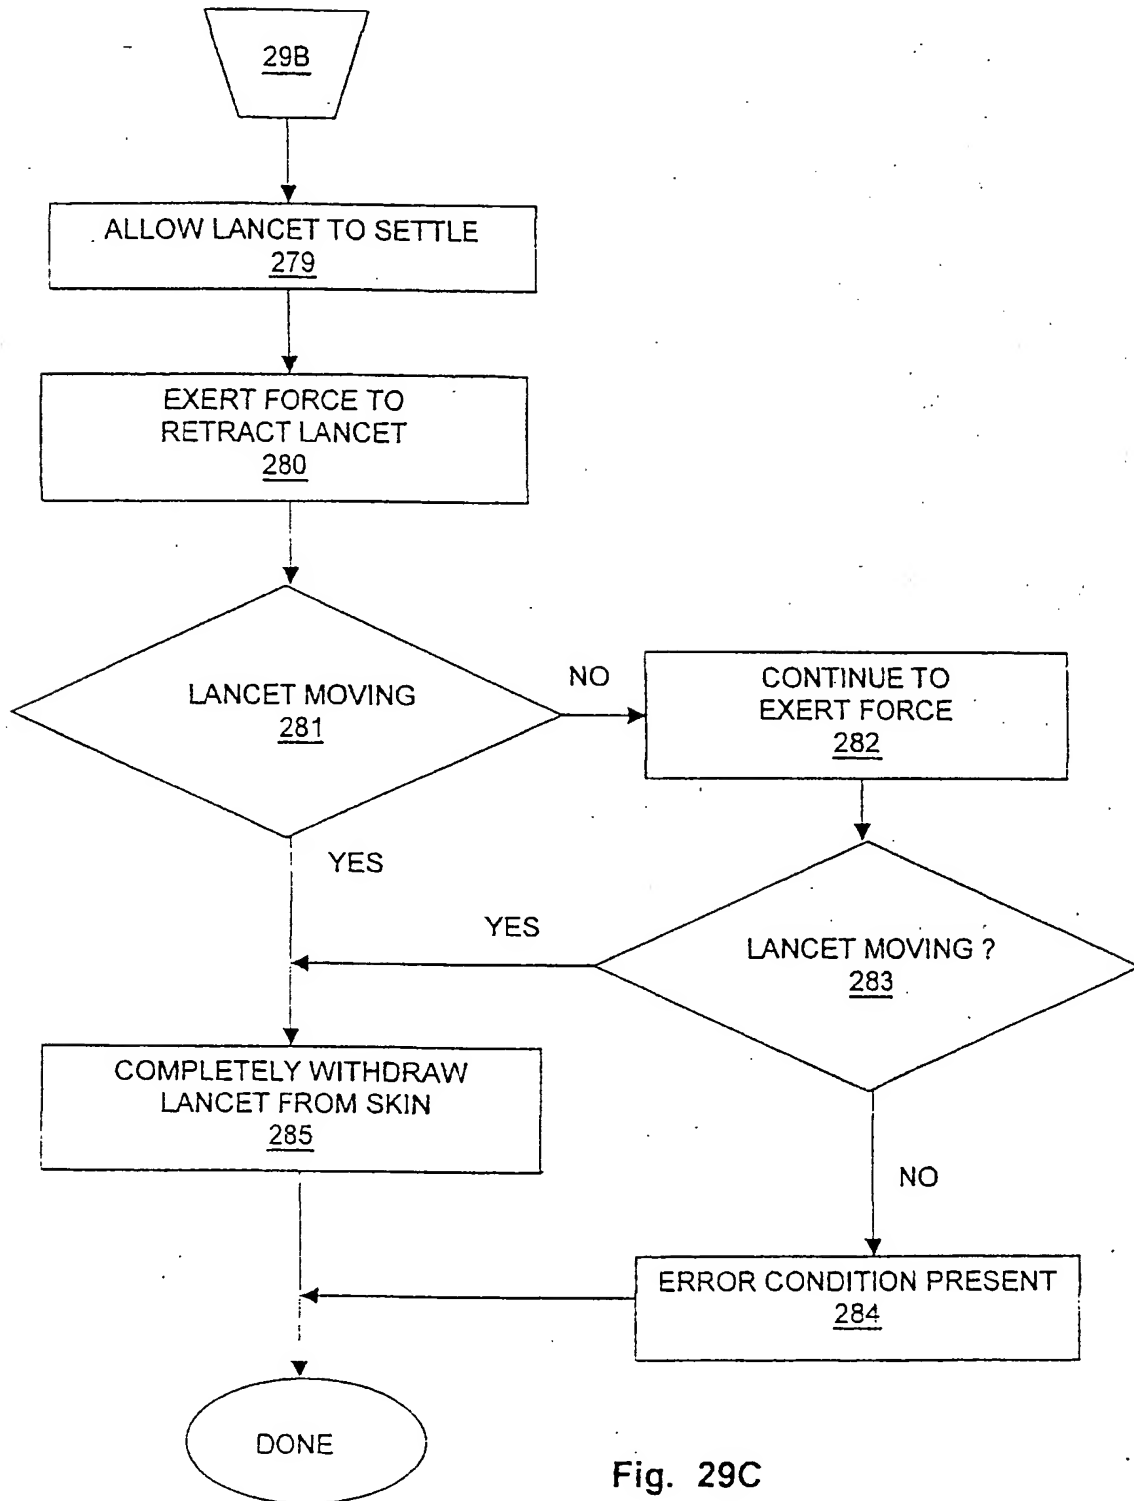 29B
ALLOW LANCET TO SETTLE
279
EXERT FORCE TO
RETRACT LANCET
280
LANCET MOVING
281
NO
CONTINUE TO
EXERT FORCE
282
YES
YES
LANCET MOVING ?
283
COMPLETELY WITHDRAW
LANCET FROM SKIN
285
NO
ERROR CONDITION PRESENT
284
DONE
Fig. 29C